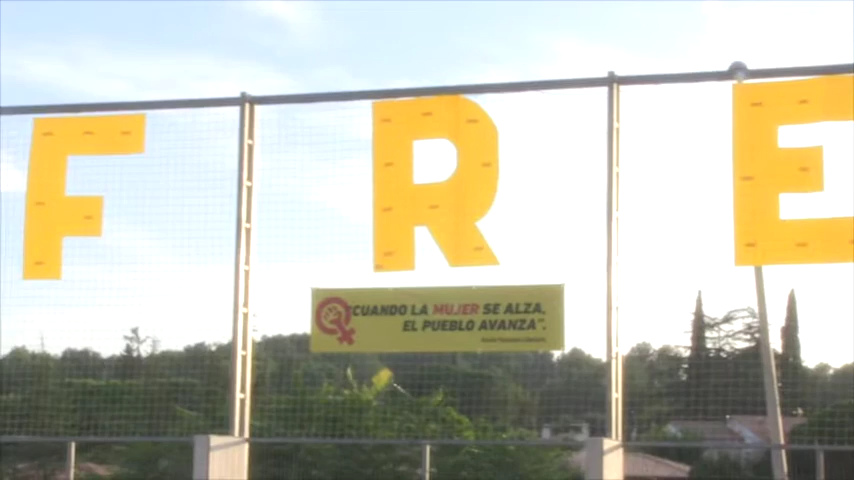 F R E
"CUANDO LA MUJER SE ALZA,
EL PUEBLO AVANZA".